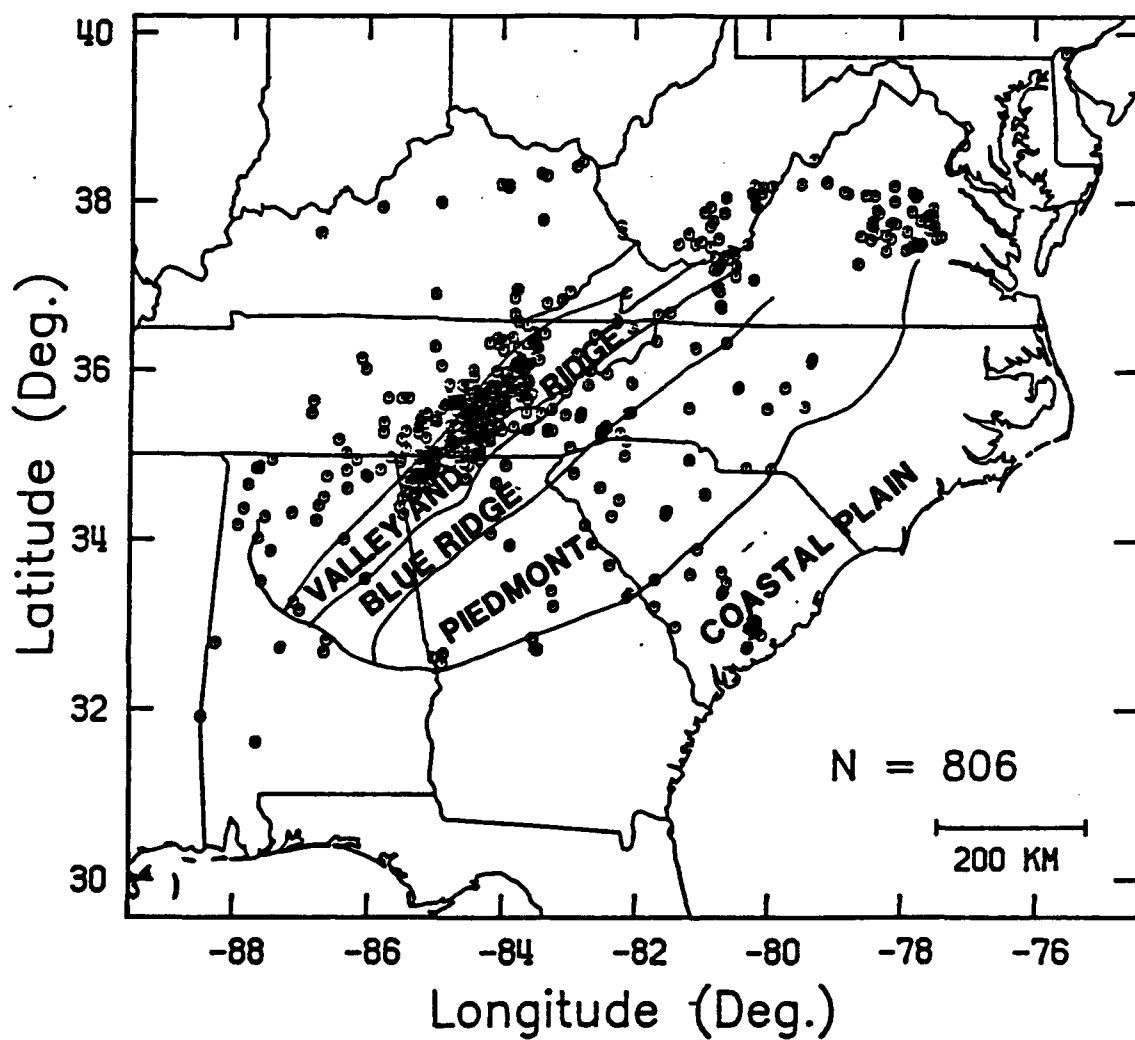 40
38
36
34
32
30
Latitude (Deg.)
VALLEY AND RIDGE
BLUE RIDGE
PIEDMONT
COASTAL PLAIN
N = 806
200 KM
-88 -86 -84 -82 -80 -78 -76
Longitude (Deg.)